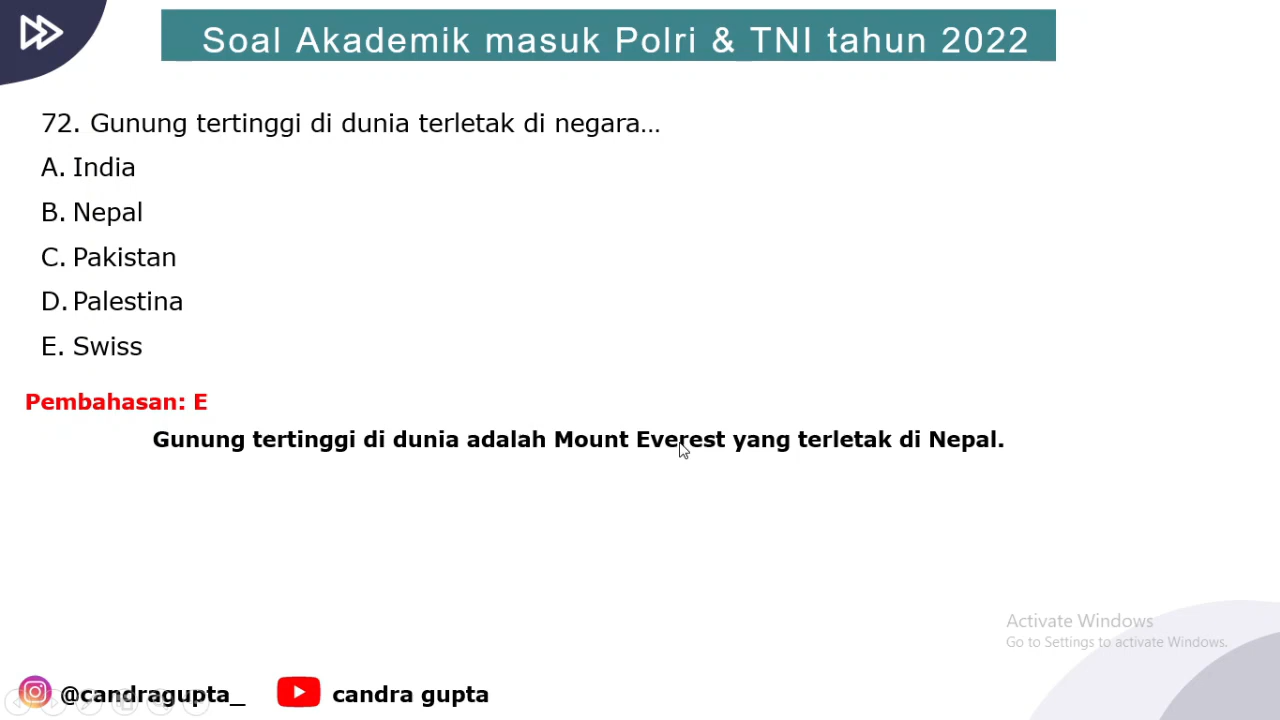 Soal Akademik masuk Polri & TNI tahun 2022
72. Gunung tertinggi di dunia terletak di negara...
A. India
B. Nepal
C. Pakistan
D. Palestina
E. Swiss
Pembahasan: E
Gunung tertinggi di dunia adalah Mount Everest yang terletak di Nepal.
Activate Windows
Go to Settings to activate Windows.
@candragupta_ candra gupta